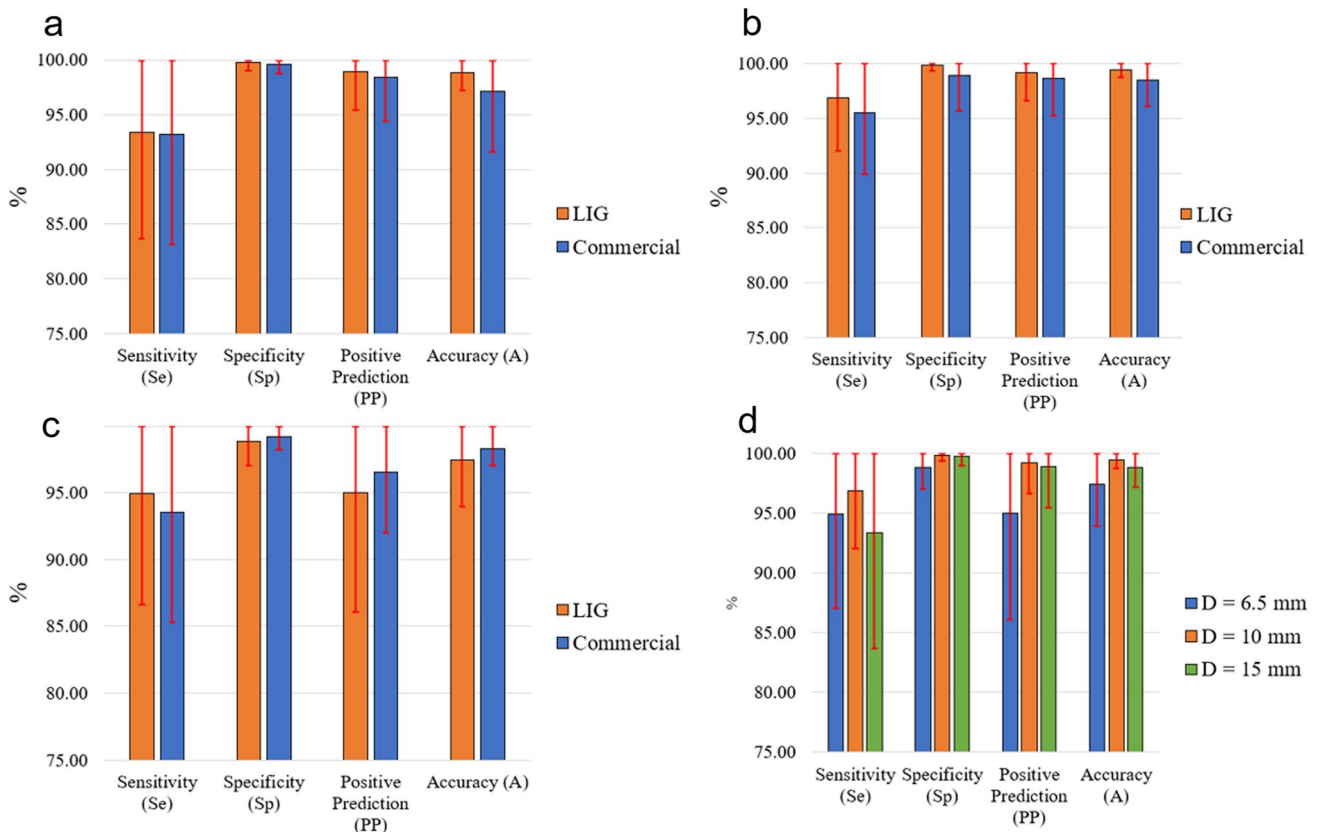 a
100.00
95.00
90.00
85.00
80.00
75.00
%
Sensitivity
(Se)
Specificity
(Sp)
Positive
Prediction
(PP)
Accuracy (A)
LIG
Commercial
b
100.00
95.00
90.00
85.00
80.00
75.00
%
Sensitivity
(Se)
Specificity
(Sp)
Positive
Prediction
(PP)
Accuracy
(A)
LIG
Commercial
c
95.00
90.00
85.00
80.00
75.00
%
Sensitivity
(Se)
Specificity
(Sp)
Positive
Prediction
(PP)
Accuracy (A)
LIG
Commercial
d
100.00
95.00
90.00
85.00
80.00
75.00
%
Sensitivity
(Se)
Specificity
(Sp)
Positive
Prediction
(PP)
Accuracy
(A)
D = 6.5 mm
D = 10 mm
D = 15 mm